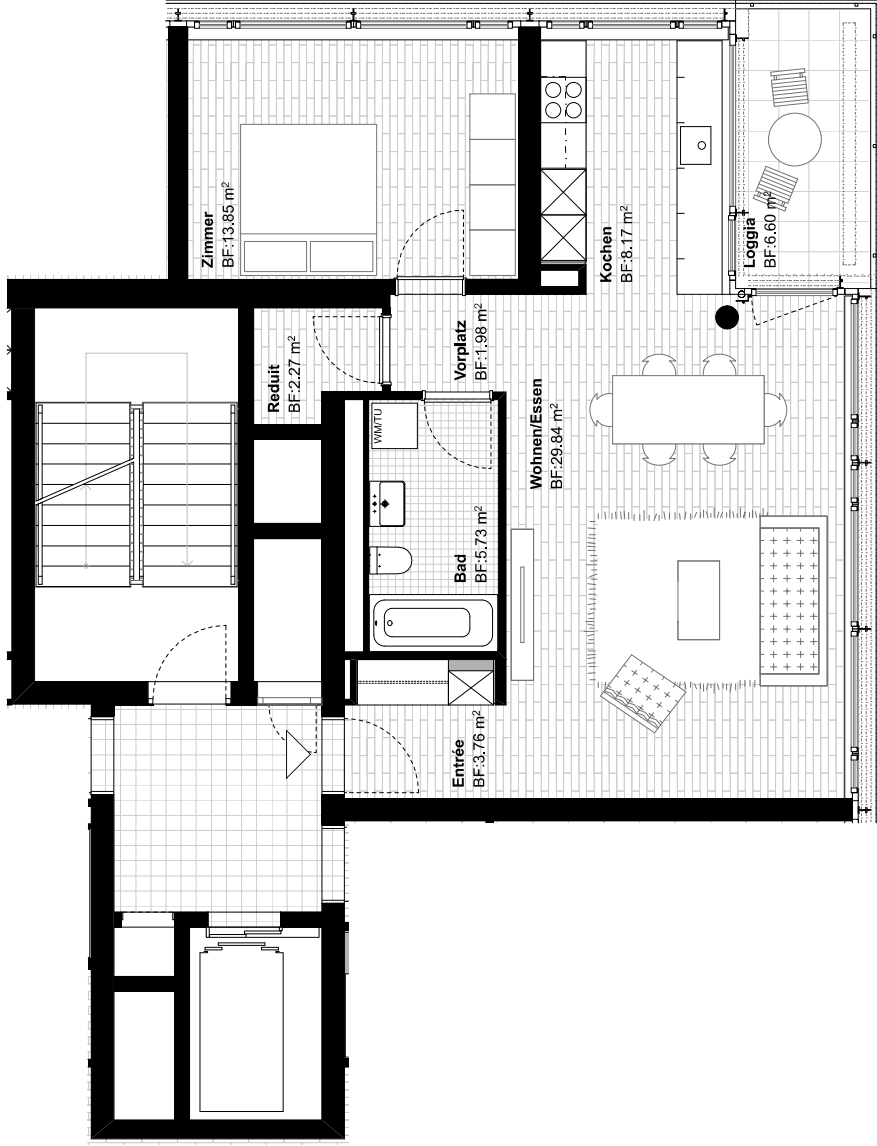 Zimmer
BF:13.85 m²
Kochen
BF:8.17 m²
Loggia
BF:6.60 m²
Reduit
BF:2.27 m²
Vorplatz
BF:1.98 m²
WM/TU
Wohnen/Essen
BF:29.84 m²
Bad
BF:5.73 m²
Entrée
BF:3.76 m²